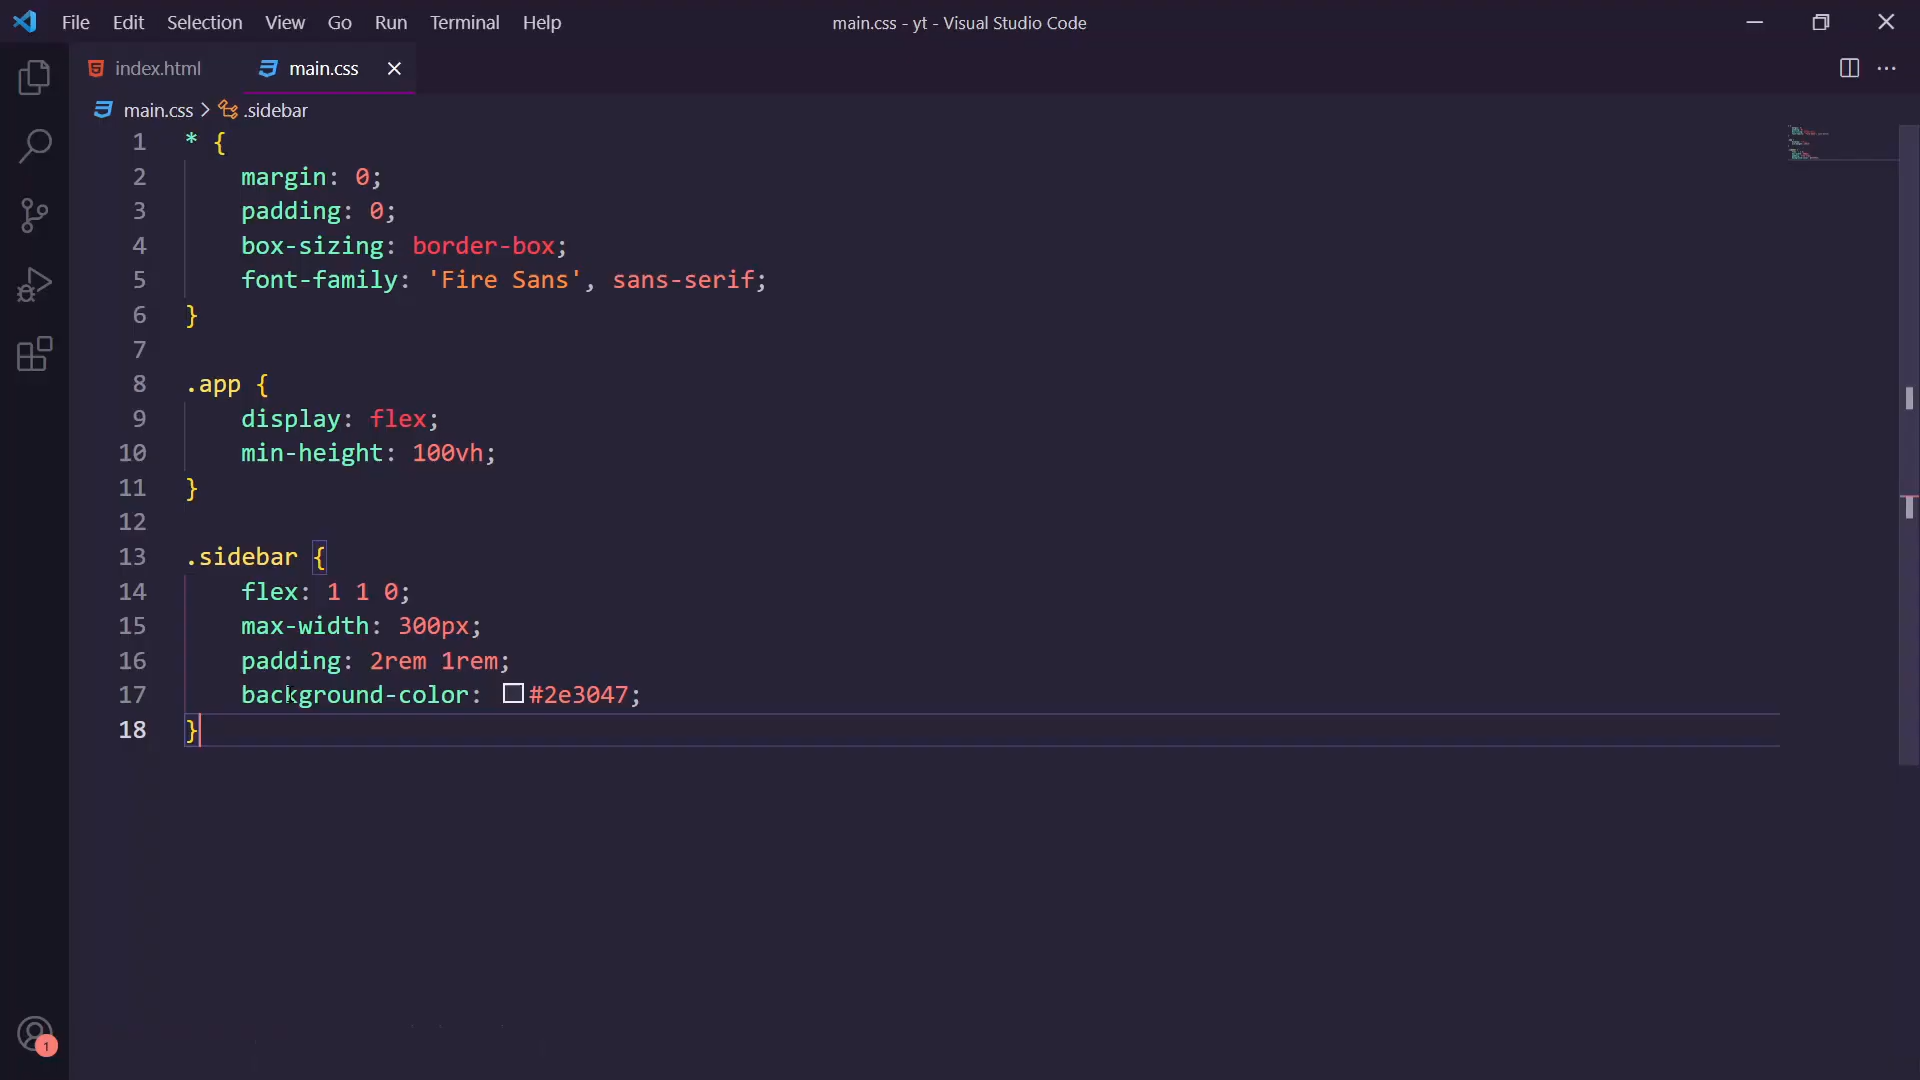 File Edit Selection View Go Run Terminal Help main.css - yt - Visual Studio Code
index.html main.css
main.css > .sidebar
1 * {
2 margin: 0;
3 padding: 0;
4 box-sizing: border-box;
5 font-family: 'Fire Sans', sans-serif;
6 }
7
8 .app {
9 display: flex;
10 min-height: 100vh;
11 }
12
13 .sidebar {
14 flex: 1 1 0;
15 max-width: 300px;
16 padding: 2rem 1rem;
17 background-color: #2e3047;
18 }
1